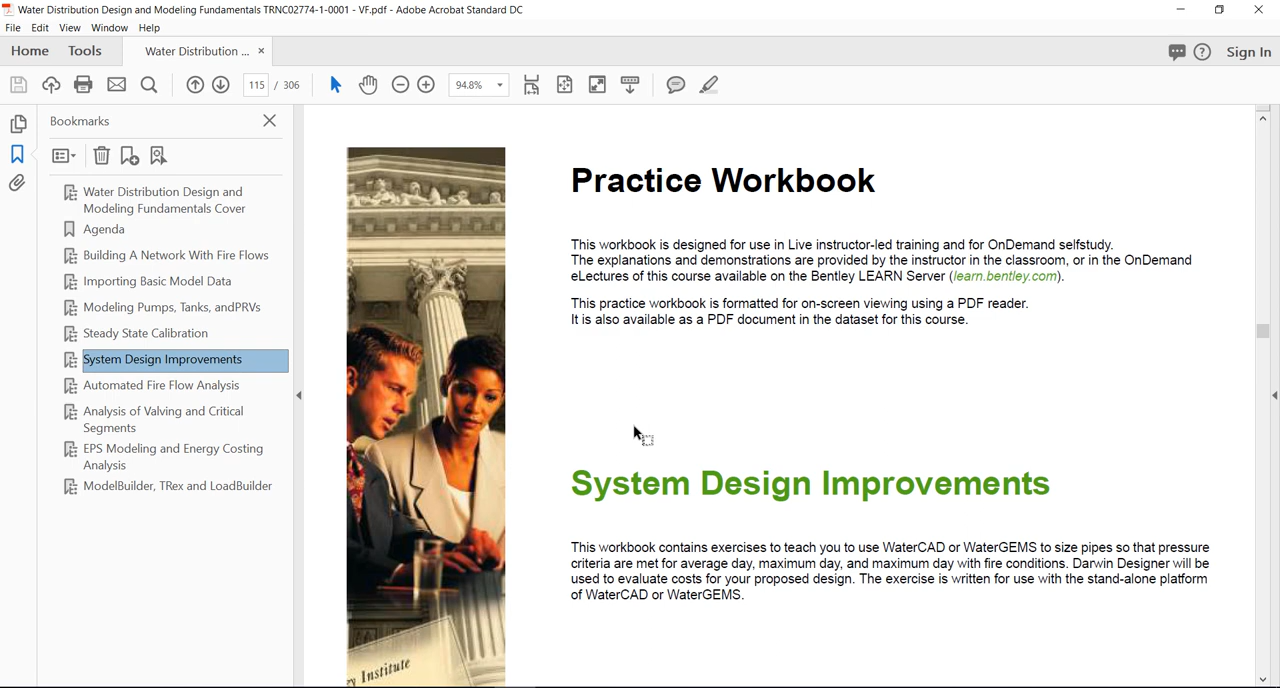 Water Distribution Design and Modeling Fundamentals TRNC02774-1-0001 - VF.pdf - Adobe Acrobat Standard DC
File Edit View Window Help
Home Tools Water Distribution ... × Sign In
115 / 306 94.8%
Bookmarks
Water Distribution Design and
Modeling Fundamentals Cover
Agenda
Building A Network With Fire Flows
Importing Basic Model Data
Modeling Pumps, Tanks, andPRVs
Steady State Calibration
System Design Improvements
Automated Fire Flow Analysis
Analysis of Valving and Critical
Segments
EPS Modeling and Energy Costing
Analysis
ModelBuilder, TRex and LoadBuilder
Practice Workbook
This workbook is designed for use in Live instructor-led training and for OnDemand selfstudy.
The explanations and demonstrations are provided by the instructor in the classroom, or in the OnDemand
eLectures of this course available on the Bentley LEARN Server (learn.bentley.com).
This practice workbook is formatted for on-screen viewing using a PDF reader.
It is also available as a PDF document in the dataset for this course.
System Design Improvements
This workbook contains exercises to teach you to use WaterCAD or WaterGEMS to size pipes so that pressure
criteria are met for average day, maximum day, and maximum day with fire conditions. Darwin Designer will be
used to evaluate costs for your proposed design. The exercise is written for use with the stand-alone platform
of WaterCAD or WaterGEMS.
Institute